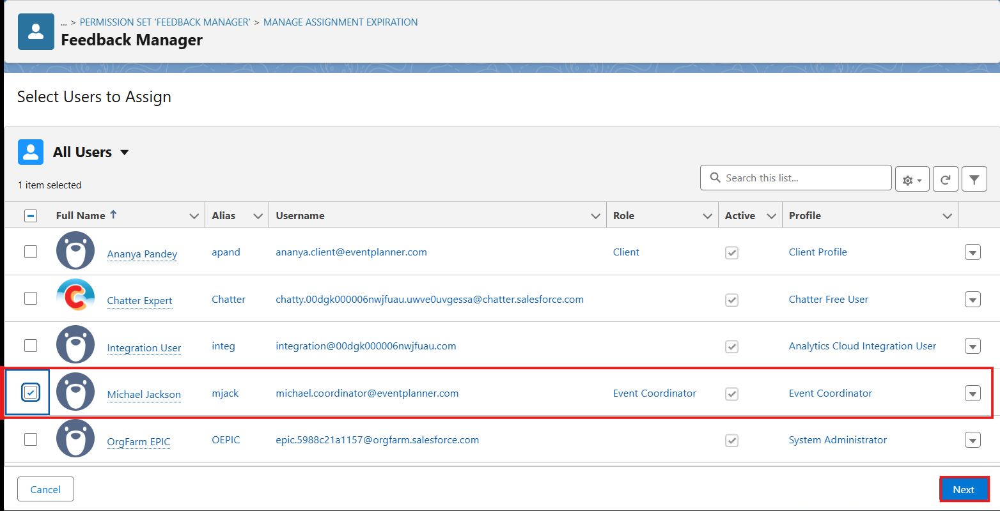 ... > PERMISSION SET 'FEEDBACK MANAGER' > MANAGE ASSIGNMENT EXPIRATION
Feedback Manager
Select Users to Assign
All Users
1 item selected
Search this list...
Full Name Alias Username Role Active Profile
Ananya Pandey apand ananya.client@eventplanner.com Client Client Profile
Chatter Expert Chatter chatty.00dgk000006nwjfuau.uwve0uvgessa@chatter.salesforce.com Chatter Free User
Integration User integ integration@00dgk000006nwjfuau.com Analytics Cloud Integration User
Michael Jackson mjack michael.coordinator@eventplanner.com Event Coordinator Event Coordinator
OrgFarm EPIC OEPIC epic.5988c21a1157@orgfarm.salesforce.com System Administrator
Cancel Next